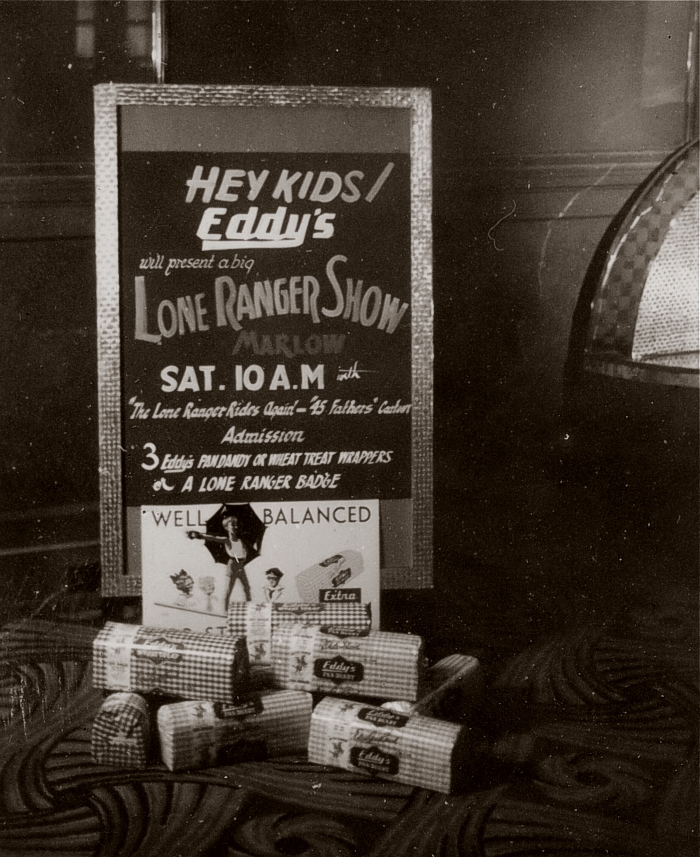 HEY KIDS!
Eddy's
will present a big
LONE RANGER SHOW
MARLOW
SAT. 10 A.M with
"The Lone Ranger Rides Again" — "45 Fathers" Cartoon
Admission
3 Eddy's PANDANDY OR WHEAT TREAT WRAPPERS
or A LONE RANGER BADGE
WELL BALANCED
Extra
Eddy's
PAN DANDY
Eddy's